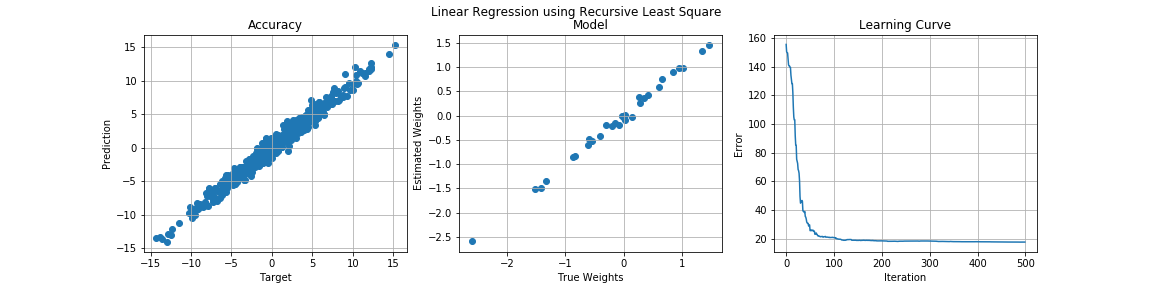 Linear Regression using Recursive Least Square
Accuracy
15
10
5
0
−5
−10
−15
Prediction
−15 −10 −5 0 5 10 15
Target
Model
1.5
1.0
0.5
0.0
−0.5
−1.0
−1.5
−2.0
−2.5
Estimated Weights
−2 −1 0 1
True Weights
Learning Curve
160
140
120
100
80
60
40
20
Error
0 100 200 300 400 500
Iteration